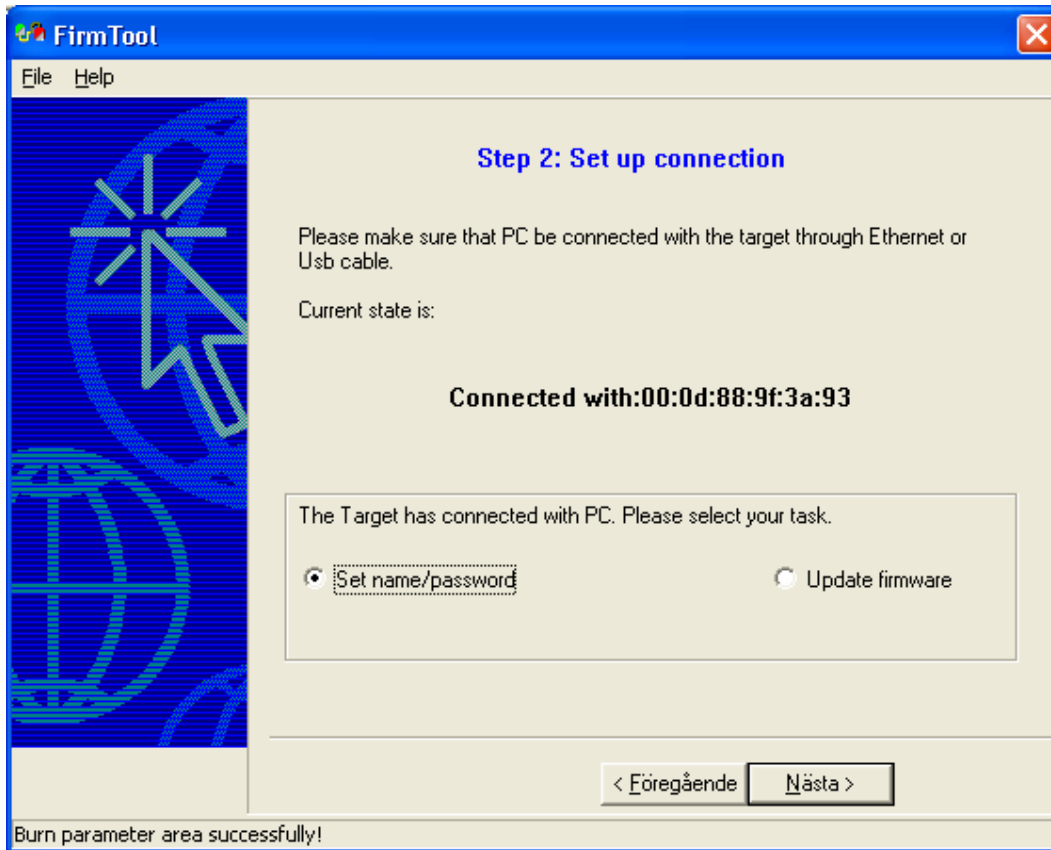 FirmTool
File Help
Step 2: Set up connection
Please make sure that PC be connected with the target through Ethernet or
Usb cable.
Current state is:
Connected with:00:0d:88:9f:3a:93
The Target has connected with PC. Please select your task.
Set name/password Update firmware
< Föregående Nästa >
Burn parameter area successfully!